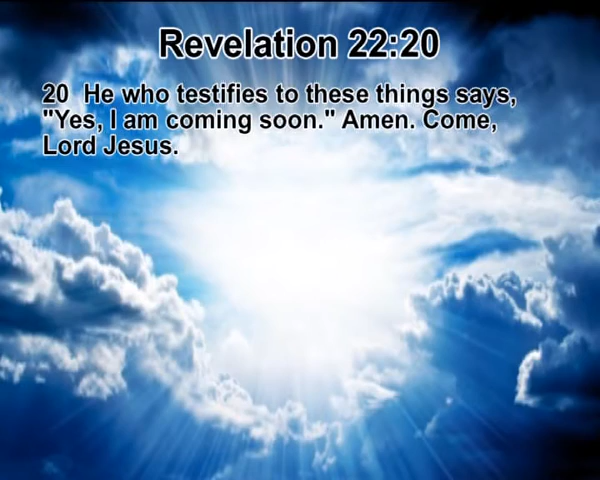 Revelation 22:20
20  He who testifies to these things says,
"Yes, I am coming soon." Amen. Come,
Lord Jesus.